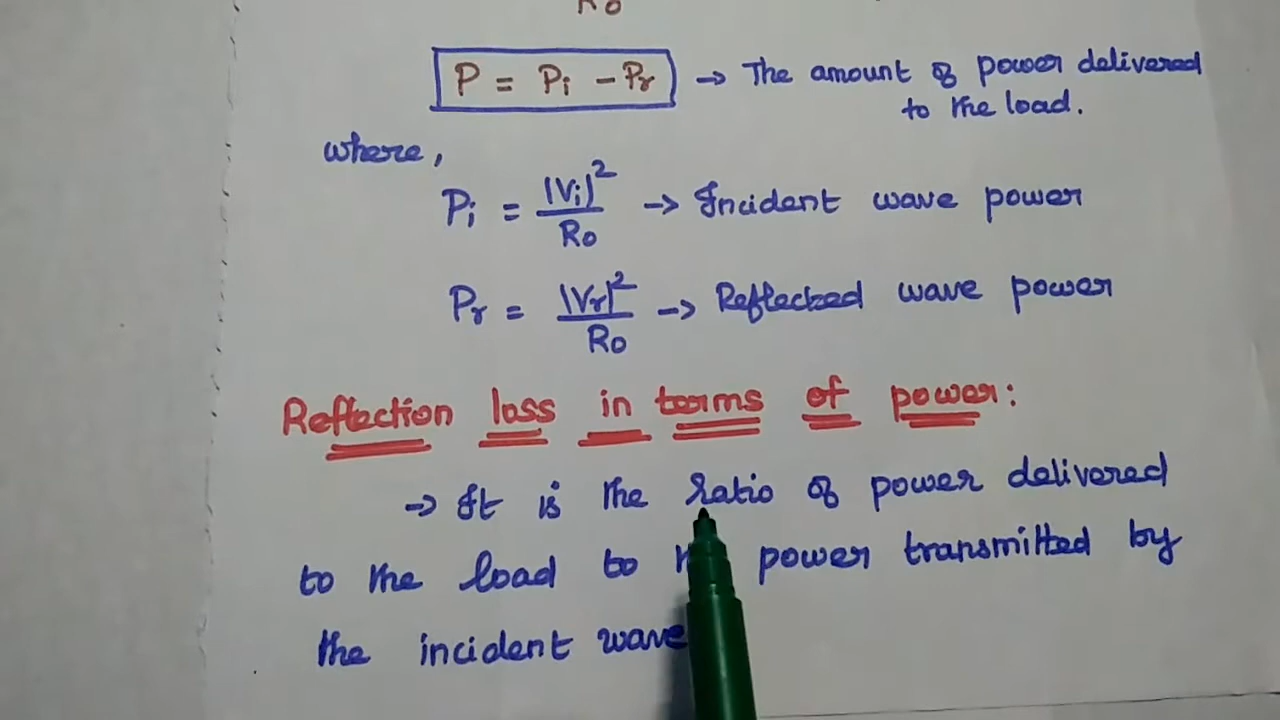 R₀
P = Pᵢ − Pᵣ → The amount of power delivered
to the load.
where,
Pᵢ = |Vᵢ|² / R₀ → Incident wave power
Pᵣ = |Vᵣ|² / R₀ → Reflected wave power
Reflection loss in terms of power:
→ It is the ratio of power delivered
to the load to power transmitted by
the incident wave